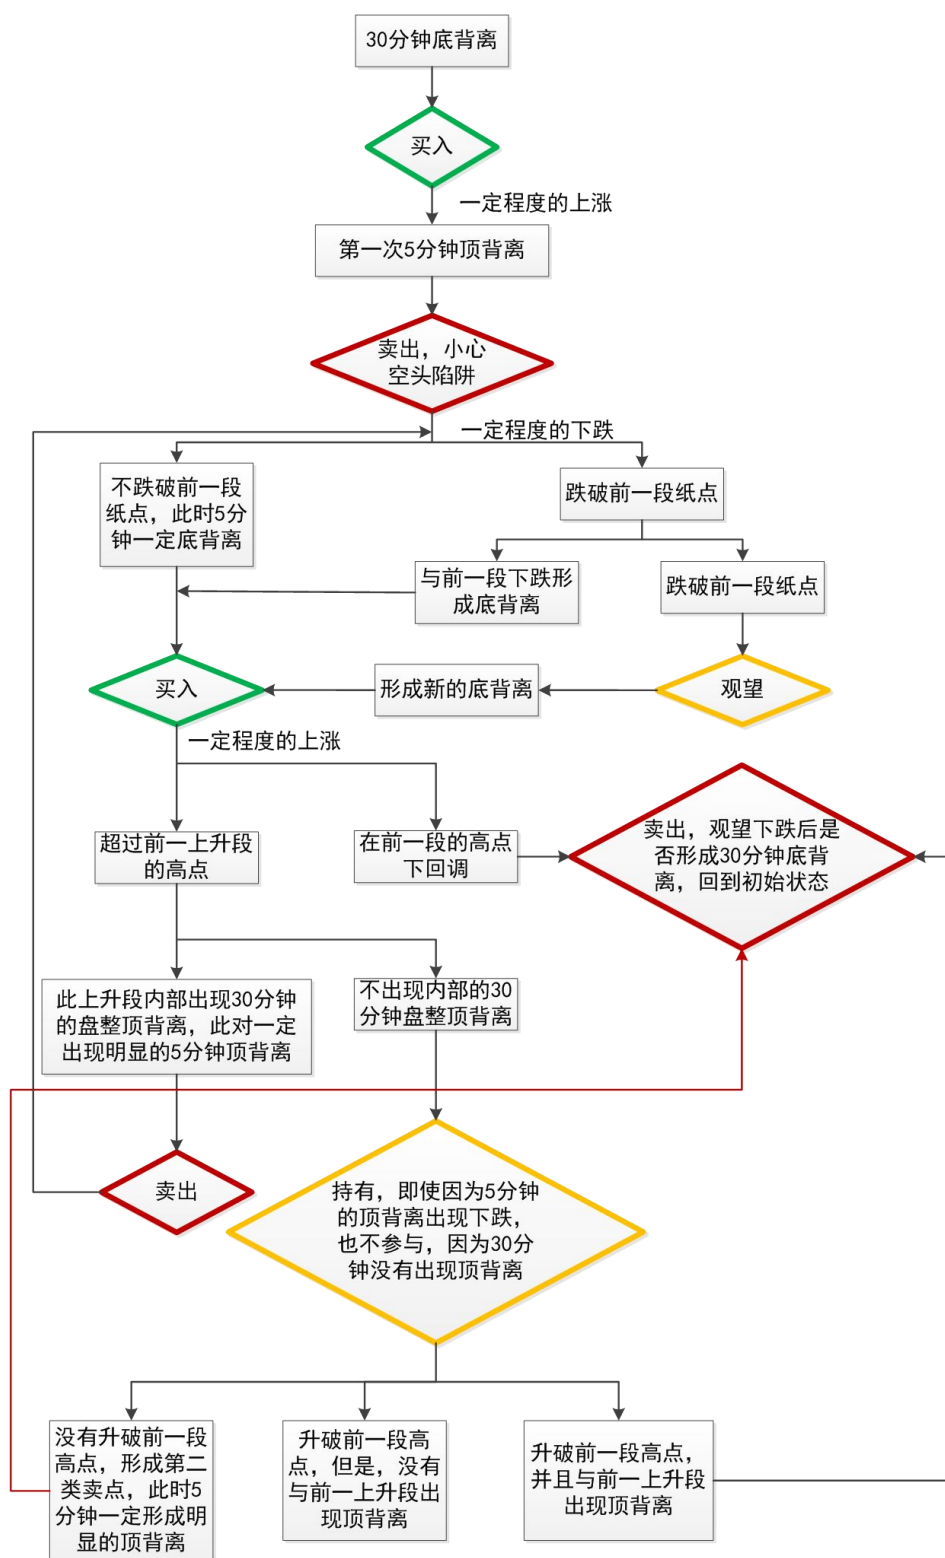 30分钟底背离
买入
一定程度的上涨
第一次5分钟顶背离
卖出，小心
空头陷阱
一定程度的下跌
不跌破前一段
纸点，此时5分
钟一定底背离
跌破前一段纸点
与前一段下跌形
成底背离
跌破前一段纸点
买入
形成新的底背离
观望
一定程度的上涨
超过前一上升段
的高点
在前一段的高点
下回调
卖出，观望下跌后是
否形成30分钟底背
离，回到初始状态
此上升段内部出现30分钟
的盘整顶背离，此对一定
出现明显的5分钟顶背离
不出现内部的30
分钟盘整顶背离
卖出
持有，即使因为5分钟
的顶背离出现下跌，
也不参与，因为30分
钟没有出现顶背离
没有升破前一段
高点，形成第二
类卖点，此时5
分钟一定形成明
显的顶背离
升破前一段高
点，但是，没有
与前一上升段出
现顶背离
升破前一段高点，
并且与前一上升段
出现顶背离